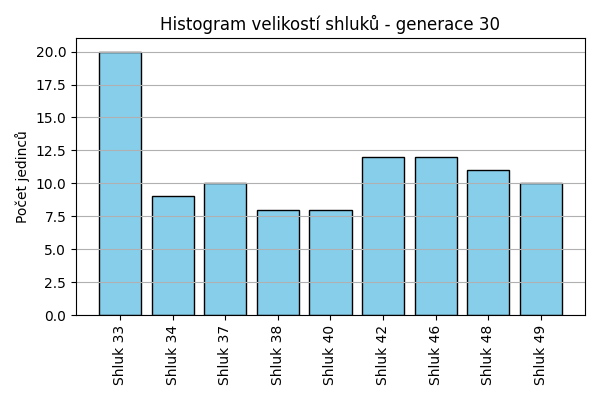 Histogram velikostí shluků - generace 30
Počet jedinců
20.0
17.5
15.0
12.5
10.0
7.5
5.0
2.5
0.0
Shluk 33
Shluk 34
Shluk 37
Shluk 38
Shluk 40
Shluk 42
Shluk 46
Shluk 48
Shluk 49